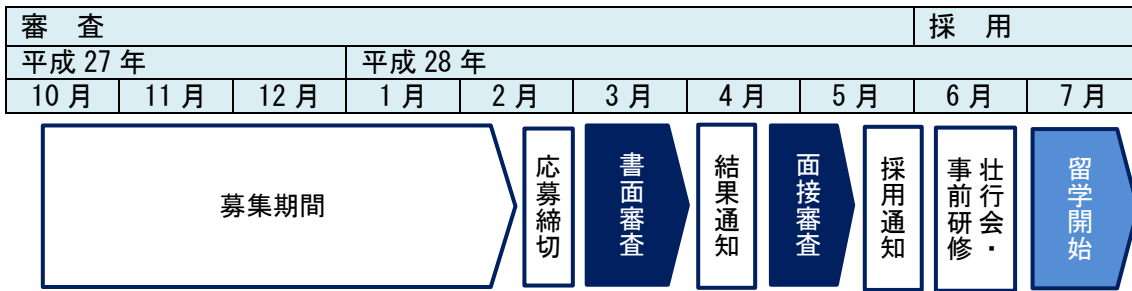 審　査　採　用
平成 27 年　平成 28 年
10 月　11 月　12 月　1 月　2 月　3 月　4 月　5 月　6 月　7 月
募集期間
応募締切
書面審査
結果通知
面接審査
採用通知
壮行会・
事前研修
留学開始